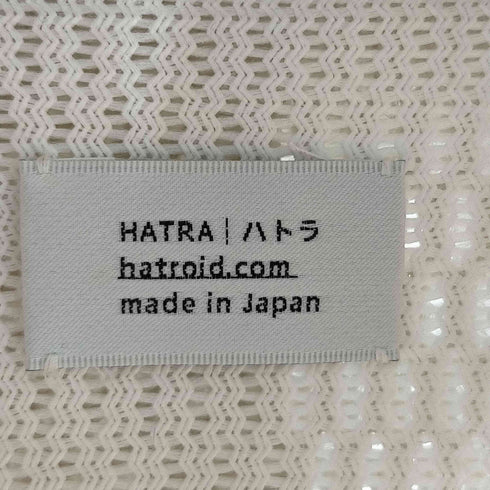 HATRA | ハトラ
hatroid.com
made in Japan